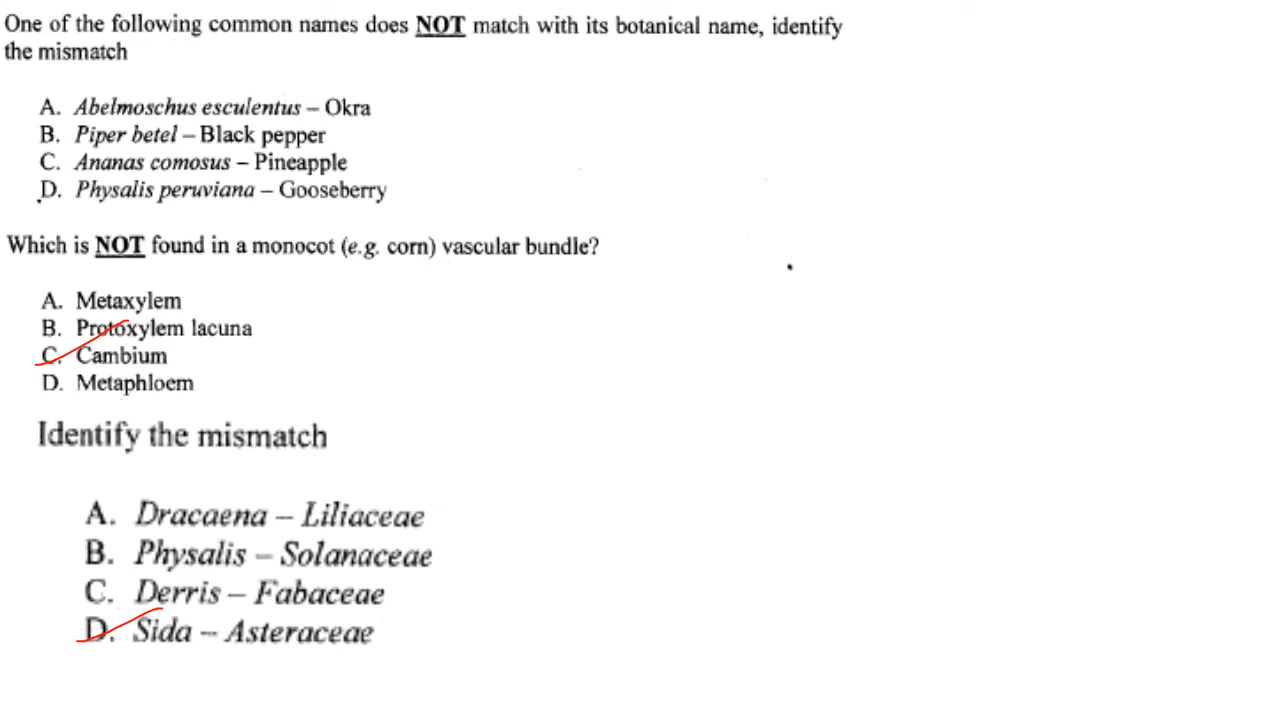 One of the following common names does NOT match with its botanical name, identify
the mismatch
A. Abelmoschus esculentus – Okra
B. Piper betel – Black pepper
C. Ananas comosus – Pineapple
D. Physalis peruviana – Gooseberry
Which is NOT found in a monocot (e.g. corn) vascular bundle?
A. Metaxylem
B. Protoxylem lacuna
C. Cambium
D. Metaphloem
Identify the mismatch
A. Dracaena – Liliaceae
B. Physalis – Solanaceae
C. Derris – Fabaceae
D. Sida – Asteraceae